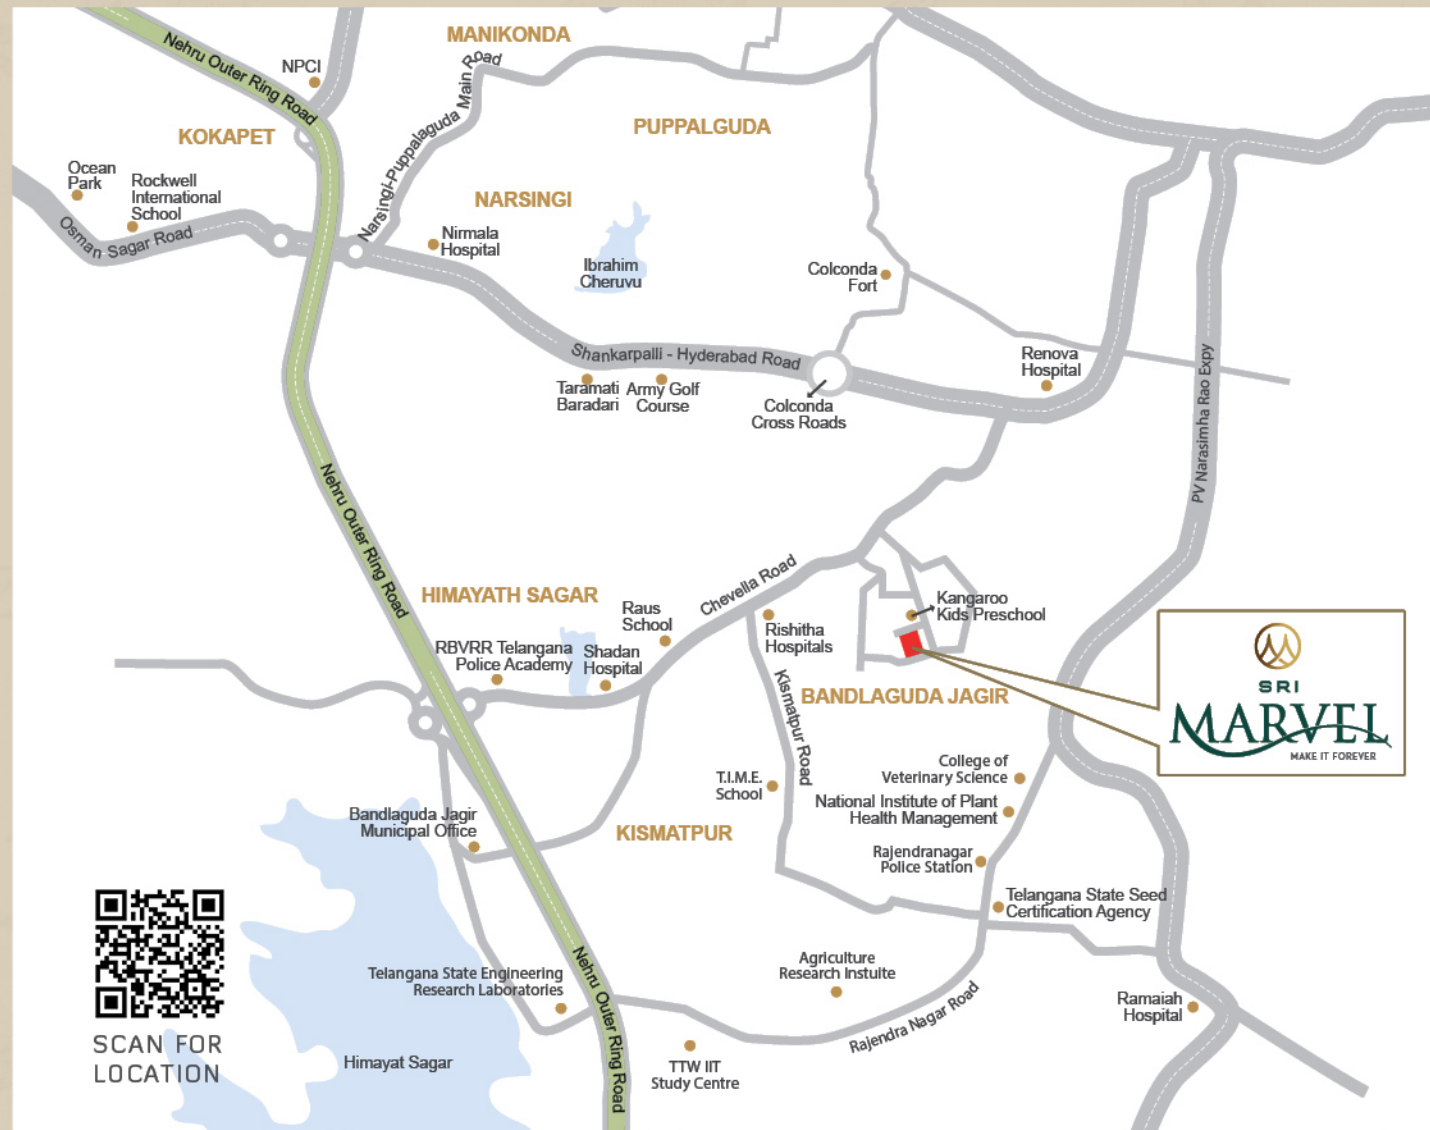 MANIKONDA
Nehru Outer Ring Road
NPCI
Narsingi-Puppalaguda Main Road
PUPPALGUDA
KOKAPET
Ocean
Park
Rockwell
International
School
NARSINGI
Osman Sagar Road
Nirmala
Hospital
Ibrahim
Cheruvu
Colconda
Fort
Shankarpalli - Hyderabad Road
Renova
Hospital
Taramati
Baradari
Army Golf
Course
Colconda
Cross Roads
PV Narasimha Rao Expy
Nehru Outer Ring Road
Chevella Road
HIMAYATH SAGAR
Raus
School
Kangaroo
Kids Preschool
Rishitha
Hospitals
RBVRR Telangana
Police Academy
Shadan
Hospital
SRI
MARVEL
MAKE IT FOREVER
BANDLAGUDA JAGIR
Kismatpur Road
College of
Veterinary Science
T.I.M.E.
School
National Institute of Plant
Health Management
Bandlaguda Jagir
Municipal Office
KISMATPUR
Rajendranagar
Police Station
Telangana State Seed
Certification Agency
Agriculture
Research Instuite
Telangana State Engineering
Research Laboratories
Nehru Outer Ring Road
Ramaiah
Hospital
Rajendra Nagar Road
SCAN FOR
LOCATION
Himayat Sagar
TTW IIT
Study Centre